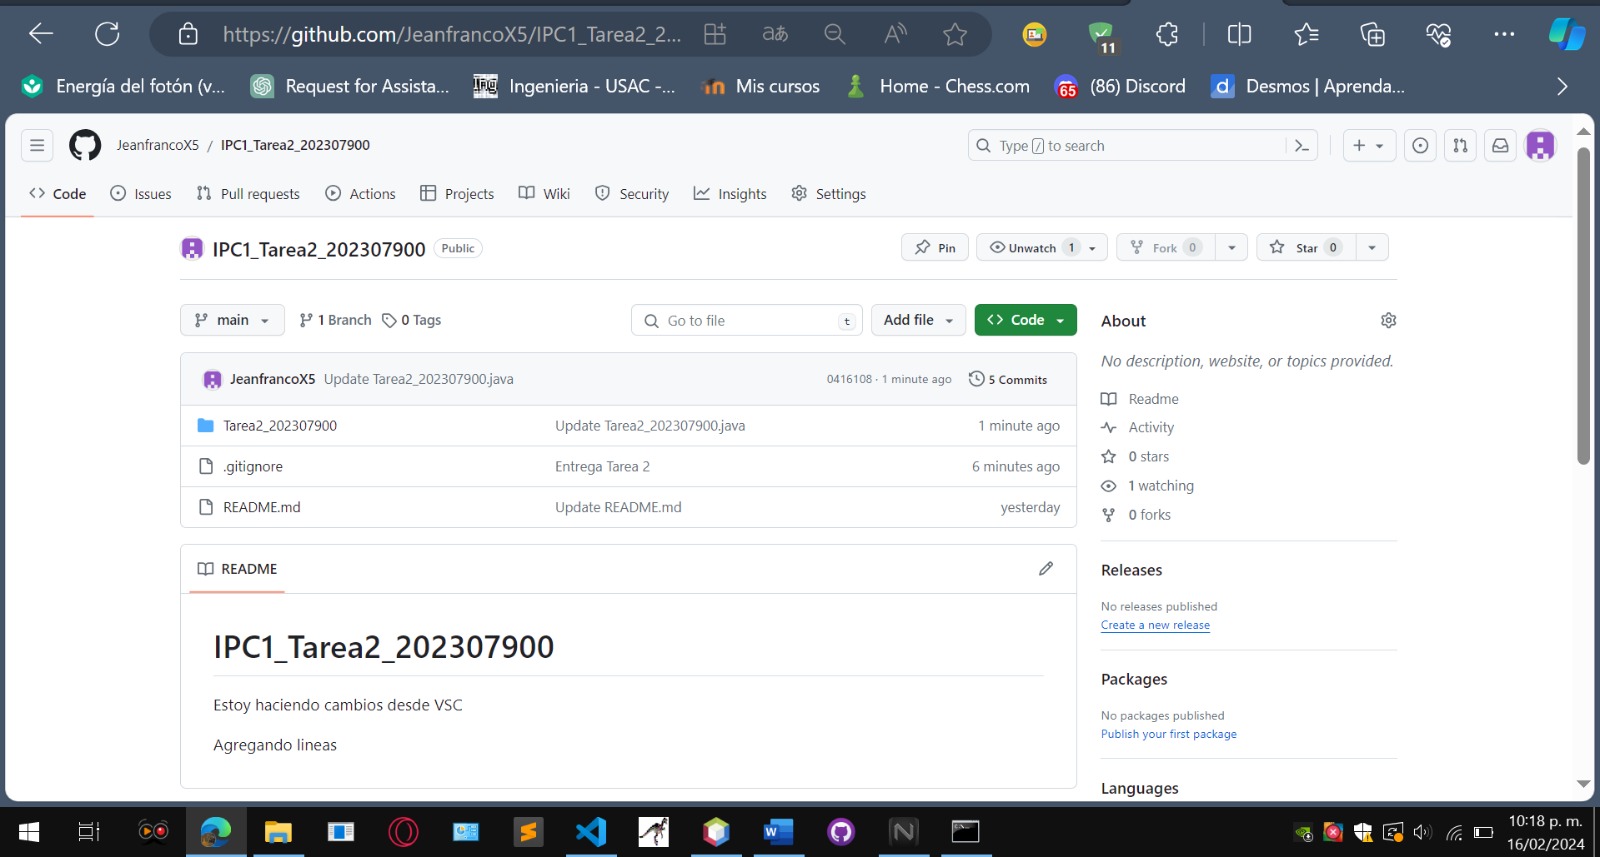 https://github.com/JeanfrancoX5/IPC1_Tarea2_2...
11
Energía del fotón (v...
Request for Assista...
Ingenieria - USAC -...
Mis cursos
Home - Chess.com
65
(86) Discord
d
Desmos | Aprenda...
JeanfrancoX5 / IPC1_Tarea2_202307900
Type / to search
Code
Issues
Pull requests
Actions
Projects
Wiki
Security
Insights
Settings
IPC1_Tarea2_202307900
Public
Pin
Unwatch 1
Fork 0
Star 0
main
1 Branch
0 Tags
Go to file
t
Add file
Code
JeanfrancoX5 Update Tarea2_202307900.java
0416108 · 1 minute ago
5 Commits
Tarea2_202307900
Update Tarea2_202307900.java
1 minute ago
.gitignore
Entrega Tarea 2
6 minutes ago
README.md
Update README.md
yesterday
README
IPC1_Tarea2_202307900
Estoy haciendo cambios desde VSC
Agregando lineas
About
No description, website, or topics provided.
Readme
Activity
0 stars
1 watching
0 forks
Releases
No releases published
Create a new release
Packages
No packages published
Publish your first package
Languages
10:18 p. m.
16/02/2024